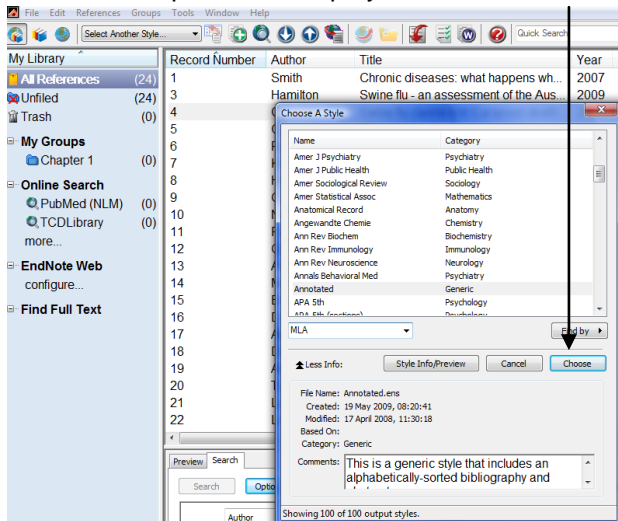 File Edit References Groups Tools Window Help
Select Another Style...
Quick Search
My Library
All References (24)
Unfiled (24)
Trash (0)
My Groups
Chapter 1 (0)
Online Search
PubMed (NLM) (0)
TCDLibrary (0)
more...
EndNote Web
configure...
Find Full Text
Record Number Author Title Year
1 Smith Chronic diseases: what happens wh... 2007
3 Hamilton Swine flu - an assessment of the Aus... 2009
4
5
6
7
8
9
10
11
12
13
14
15
16
17
18
19
20
21
22
Preview Search
Search
Author
Choose A Style
Name Category
Amer J Psychiatry Psychiatry
Amer J Public Health Public Health
Amer Sociological Review Sociology
Amer Statistical Assoc Mathematics
Anatomical Record Anatomy
Angewandte Chemie Chemistry
Ann Rev Biochem Biochemistry
Ann Rev Immunology Immunology
Ann Rev Neuroscience Neurology
Annals Behavioral Med Psychiatry
Annotated Generic
APA 5th Psychology
APA 5th (sections) Psychology
MLA
Find by
Less Info:
Style Info/Preview Cancel Choose
File Name: Annotated.ens
Created: 19 May 2009, 08:20:41
Modified: 17 April 2008, 11:30:18
Based On:
Category: Generic
Comments: This is a generic style that includes an
alphabetically-sorted bibliography and
Showing 100 of 100 output styles.